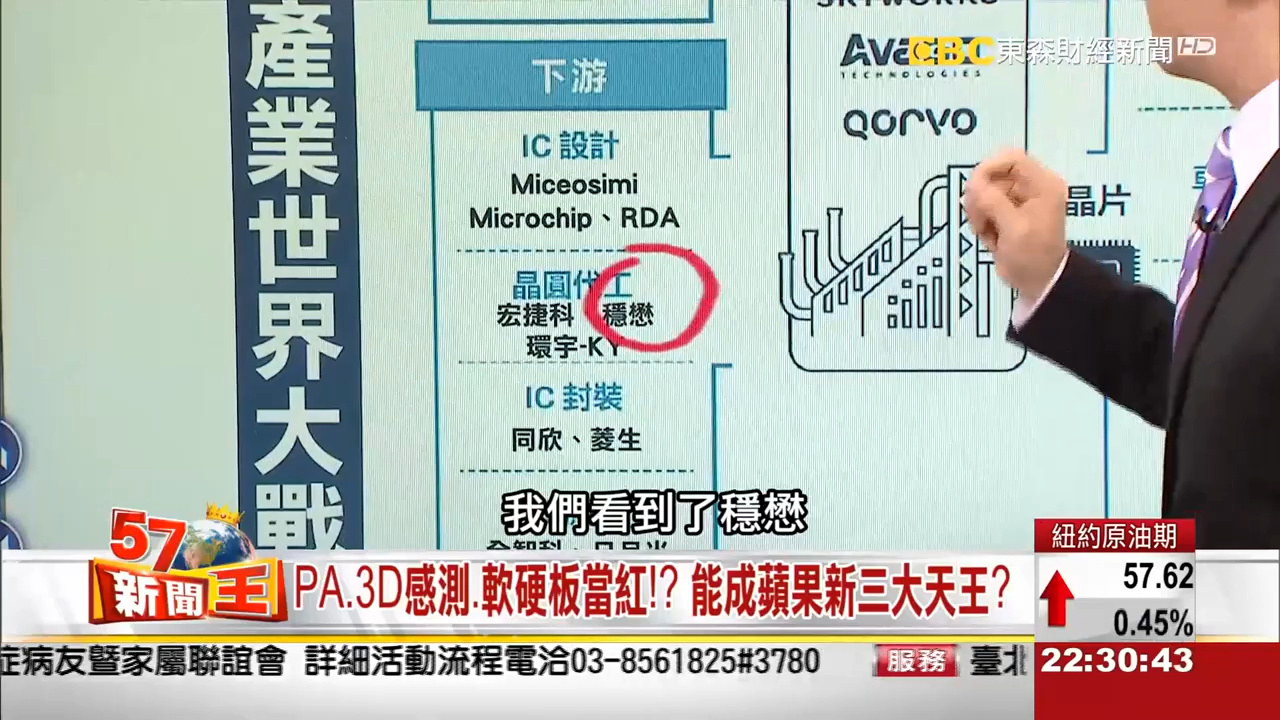 產業世界大戰
下游
IC 設計
Miceosimi
Microchip、RDA
晶圓代工
宏捷科 穩懋
環宇-KY
IC 封裝
同欣、菱生
QORVO
TECHNOLOGIES
晶片
EBC 東森財經新聞 HD
我們看到了穩懋
57新聞王
PA.3D感測.軟硬板當紅!? 能成蘋果新三大天王?
紐約原油期
57.62
0.45%
症病友暨家屬聯誼會 詳細活動流程電洽03-8561825#3780
服務
臺北
22:30:43